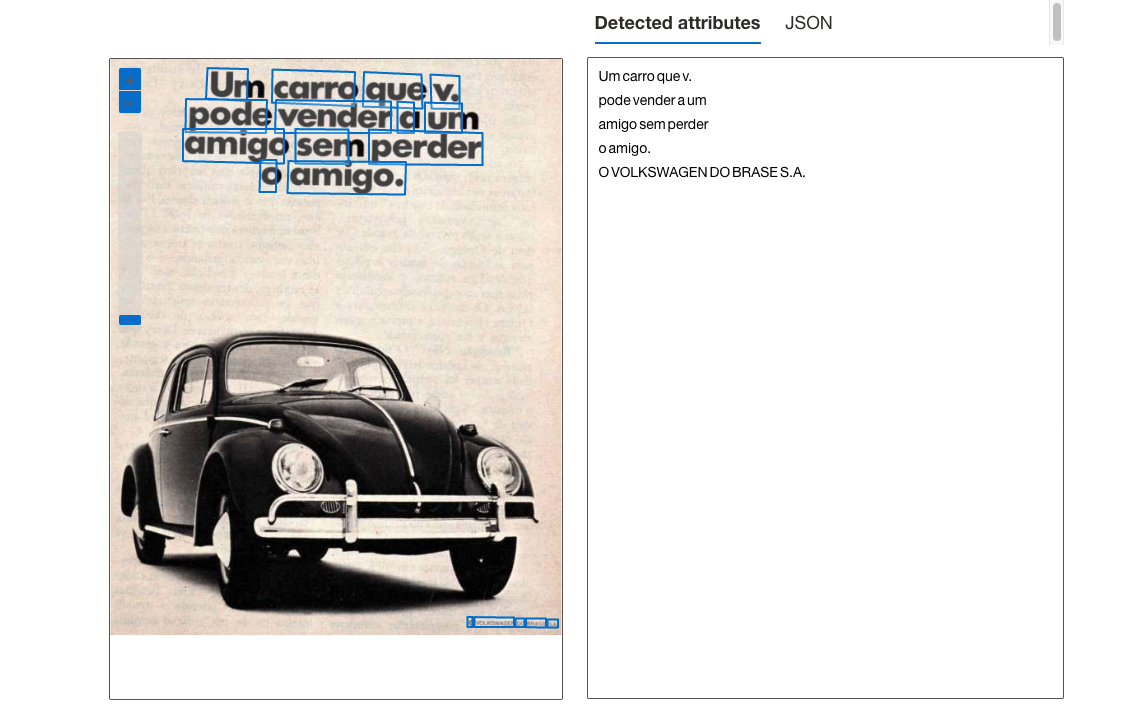 Detected attributes JSON
Um carro que v.
pode vender a um
amigo sem perder
o amigo.
VOLKSWAGEN DO BRASIL S.A.
Um carro que v.
pode vender a um
amigo sem perder
o amigo.
O VOLKSWAGEN DO BRASE S.A.